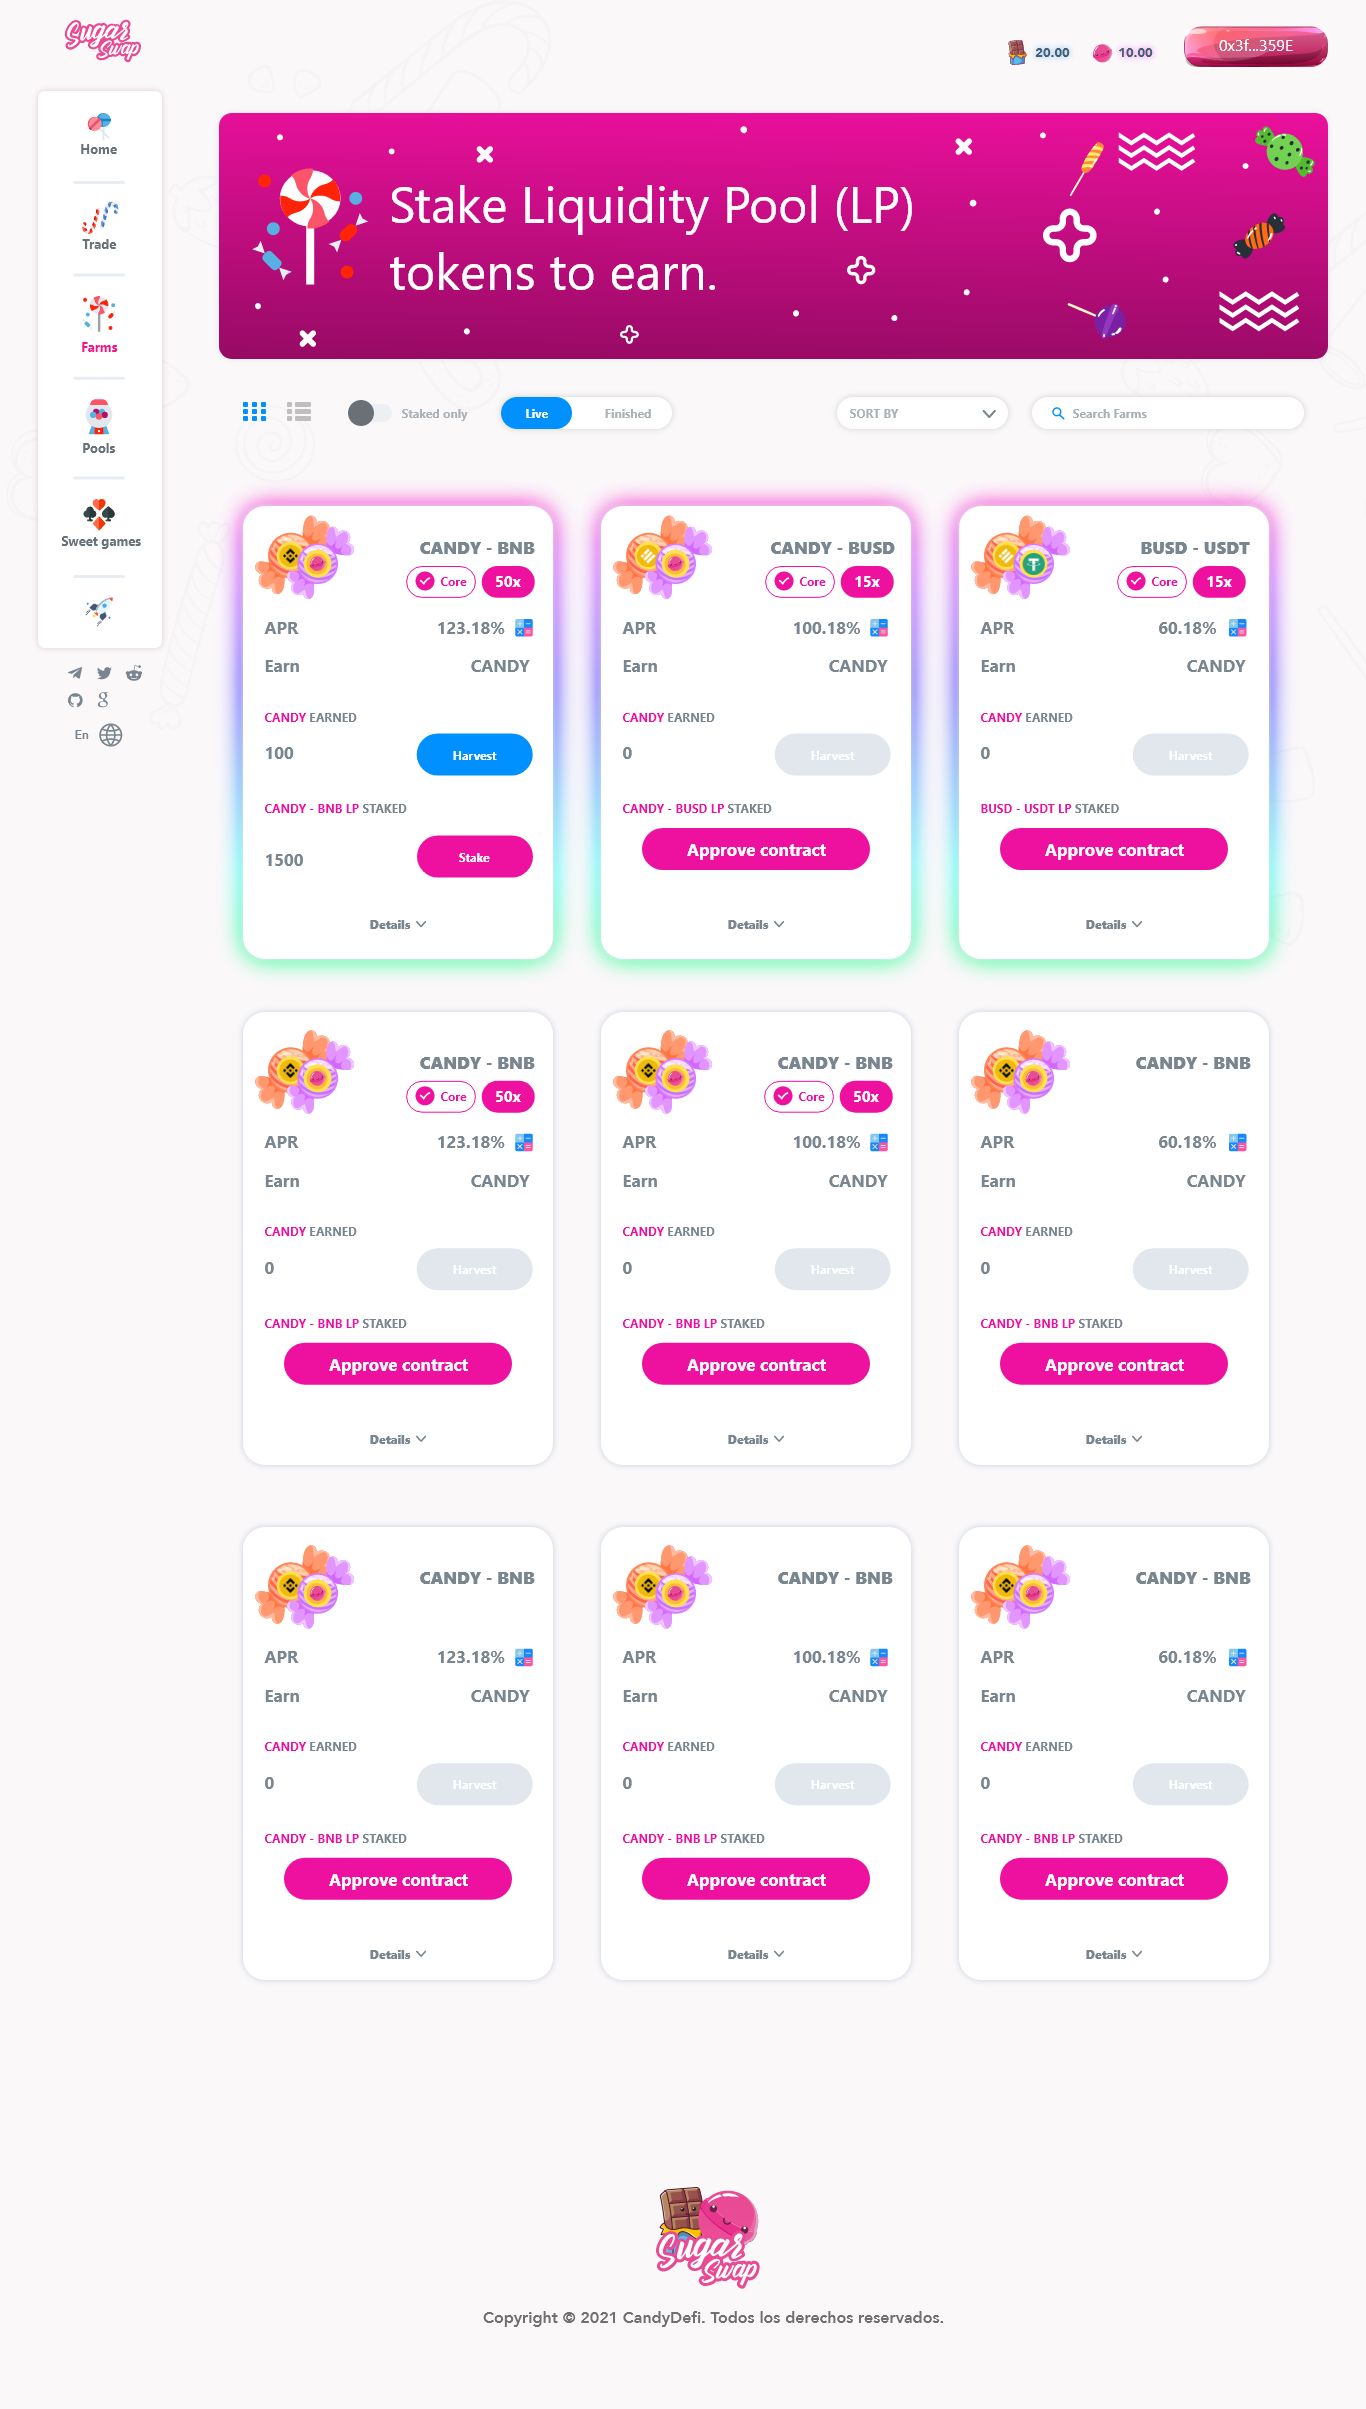 Sugar
Swap
20.00
10.00
0x3f...359E
Home
Trade
Farms
Pools
Sweet games
En
Stake Liquidity Pool (LP)
tokens to earn.
Staked only
Live
Finished
SORT BY
Search Farms
CANDY - BNB
Core
50x
APR
123.18%
Earn
CANDY
CANDY EARNED
100
Harvest
CANDY - BNB LP STAKED
1500
Stake
Details
CANDY - BUSD
Core
15x
APR
100.18%
Earn
CANDY
CANDY EARNED
0
Harvest
CANDY - BUSD LP STAKED
Approve contract
Details
BUSD - USDT
Core
15x
APR
60.18%
Earn
CANDY
CANDY EARNED
0
Harvest
BUSD - USDT LP STAKED
Approve contract
Details
CANDY - BNB
Core
50x
APR
123.18%
Earn
CANDY
CANDY EARNED
0
Harvest
CANDY - BNB LP STAKED
Approve contract
Details
CANDY - BNB
Core
50x
APR
100.18%
Earn
CANDY
CANDY EARNED
0
Harvest
CANDY - BNB LP STAKED
Approve contract
Details
CANDY - BNB
APR
60.18%
Earn
CANDY
CANDY EARNED
0
Harvest
CANDY - BNB LP STAKED
Approve contract
Details
CANDY - BNB
APR
123.18%
Earn
CANDY
CANDY EARNED
0
Harvest
CANDY - BNB LP STAKED
Approve contract
Details
CANDY - BNB
APR
100.18%
Earn
CANDY
CANDY EARNED
0
Harvest
CANDY - BNB LP STAKED
Approve contract
Details
CANDY - BNB
APR
60.18%
Earn
CANDY
CANDY EARNED
0
Harvest
CANDY - BNB LP STAKED
Approve contract
Details
Sugar
Swap
Copyright © 2021 CandyDefi. Todos los derechos reservados.